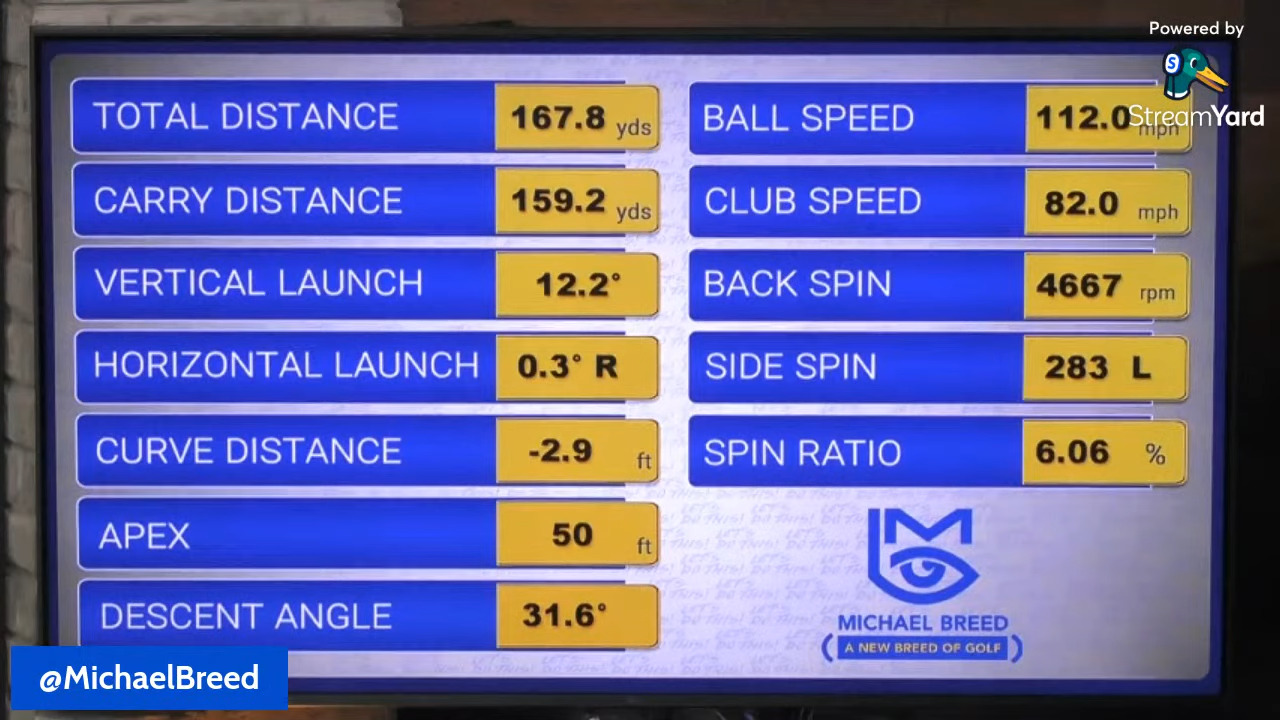 Powered by
StreamYard
TOTAL DISTANCE 167.8 yds
CARRY DISTANCE 159.2 yds
VERTICAL LAUNCH 12.2°
HORIZONTAL LAUNCH 0.3° R
CURVE DISTANCE -2.9 ft
APEX 50 ft
DESCENT ANGLE 31.6°
BALL SPEED 112.0 mph
CLUB SPEED 82.0 mph
BACK SPIN 4667 rpm
SIDE SPIN 283 L
SPIN RATIO 6.06 %
MICHAEL BREED
A NEW BREED OF GOLF
@MichaelBreed